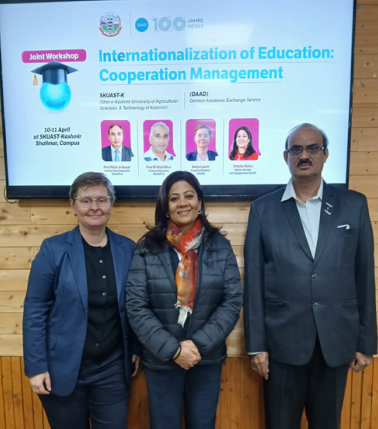 DAAD
100 JAHRE
YEARS
Joint Workshop
Internationalization of Education:
Cooperation Management
SKUAST-K
(Sher-e-Kashmir University of Agricultural
Sciences & Technology of Kashmir)
(DAAD)
German Academic Exchange Service
10-11 April
at SKUAST-Kashmir
Shalimar, Campus